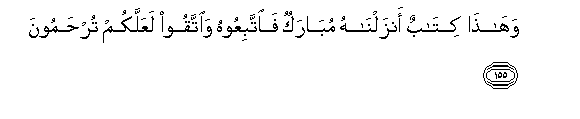 وَهَـٰذَا كِتَـٰبٌ أَنزَلْنَـٰهُ مُبَارَكٌ فَٱتَّبِعُوهُ وَٱتَّقُوا۟ لَعَلَّكُمْ تُرْحَمُونَ
١٥٥